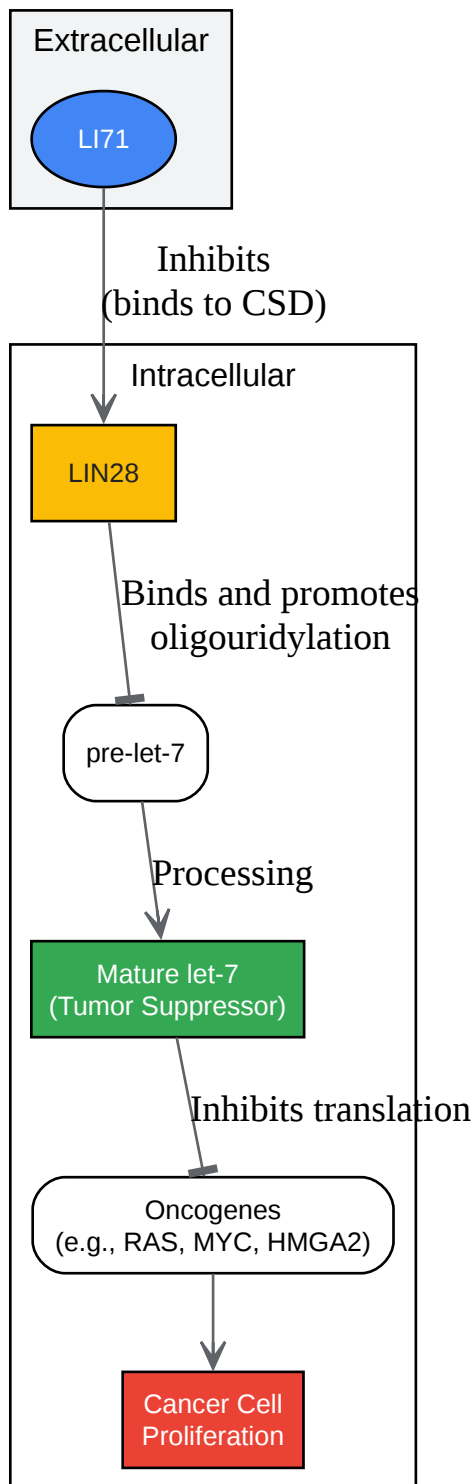 Extracellular
LI71
Inhibits
(binds to CSD)
Intracellular
LIN28
Binds and promotes
oligouridylation
pre-let-7
Processing
Mature let-7
(Tumor Suppressor)
Inhibits translation
Oncogenes
(e.g., RAS, MYC, HMGA2)
Cancer Cell
Proliferation